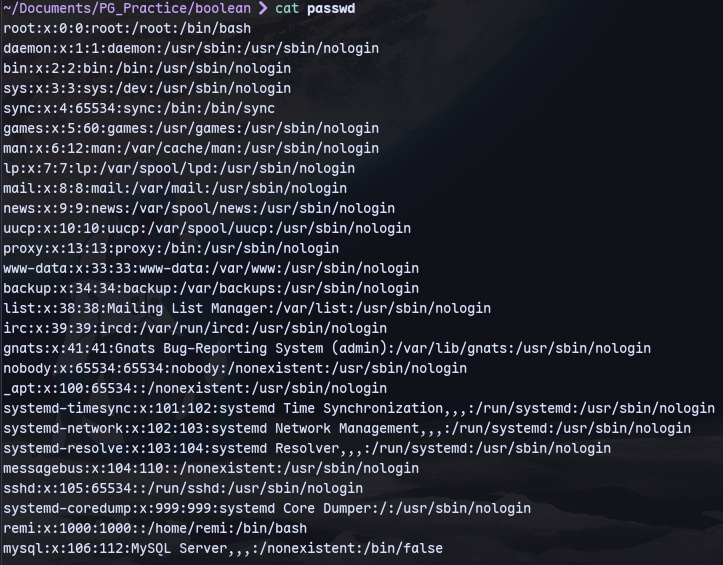 ~/Documents/PG_Practice/boolean ❯ cat passwd
root:x:0:0:root:/root:/bin/bash
daemon:x:1:1:daemon:/usr/sbin:/usr/sbin/nologin
bin:x:2:2:bin:/bin:/usr/sbin/nologin
sys:x:3:3:sys:/dev:/usr/sbin/nologin
sync:x:4:65534:sync:/bin:/bin/sync
games:x:5:60:games:/usr/games:/usr/sbin/nologin
man:x:6:12:man:/var/cache/man:/usr/sbin/nologin
lp:x:7:7:lp:/var/spool/lpd:/usr/sbin/nologin
mail:x:8:8:mail:/var/mail:/usr/sbin/nologin
news:x:9:9:news:/var/spool/news:/usr/sbin/nologin
uucp:x:10:10:uucp:/var/spool/uucp:/usr/sbin/nologin
proxy:x:13:13:proxy:/bin:/usr/sbin/nologin
www-data:x:33:33:www-data:/var/www:/usr/sbin/nologin
backup:x:34:34:backup:/var/backups:/usr/sbin/nologin
list:x:38:38:Mailing List Manager:/var/list:/usr/sbin/nologin
irc:x:39:39:ircd:/var/run/ircd:/usr/sbin/nologin
gnats:x:41:41:Gnats Bug-Reporting System (admin):/var/lib/gnats:/usr/sbin/nologin
nobody:x:65534:65534:nobody:/nonexistent:/usr/sbin/nologin
_apt:x:100:65534::/nonexistent:/usr/sbin/nologin
systemd-timesync:x:101:102:systemd Time Synchronization,,,:/run/systemd:/usr/sbin/nologin
systemd-network:x:102:103:systemd Network Management,,,:/run/systemd:/usr/sbin/nologin
systemd-resolve:x:103:104:systemd Resolver,,,:/run/systemd:/usr/sbin/nologin
messagebus:x:104:110::/nonexistent:/usr/sbin/nologin
sshd:x:105:65534::/run/sshd:/usr/sbin/nologin
systemd-coredump:x:999:999:systemd Core Dumper:/:/usr/sbin/nologin
remi:x:1000:1000::/home/remi:/bin/bash
mysql:x:106:112:MySQL Server,,,:/nonexistent:/bin/false